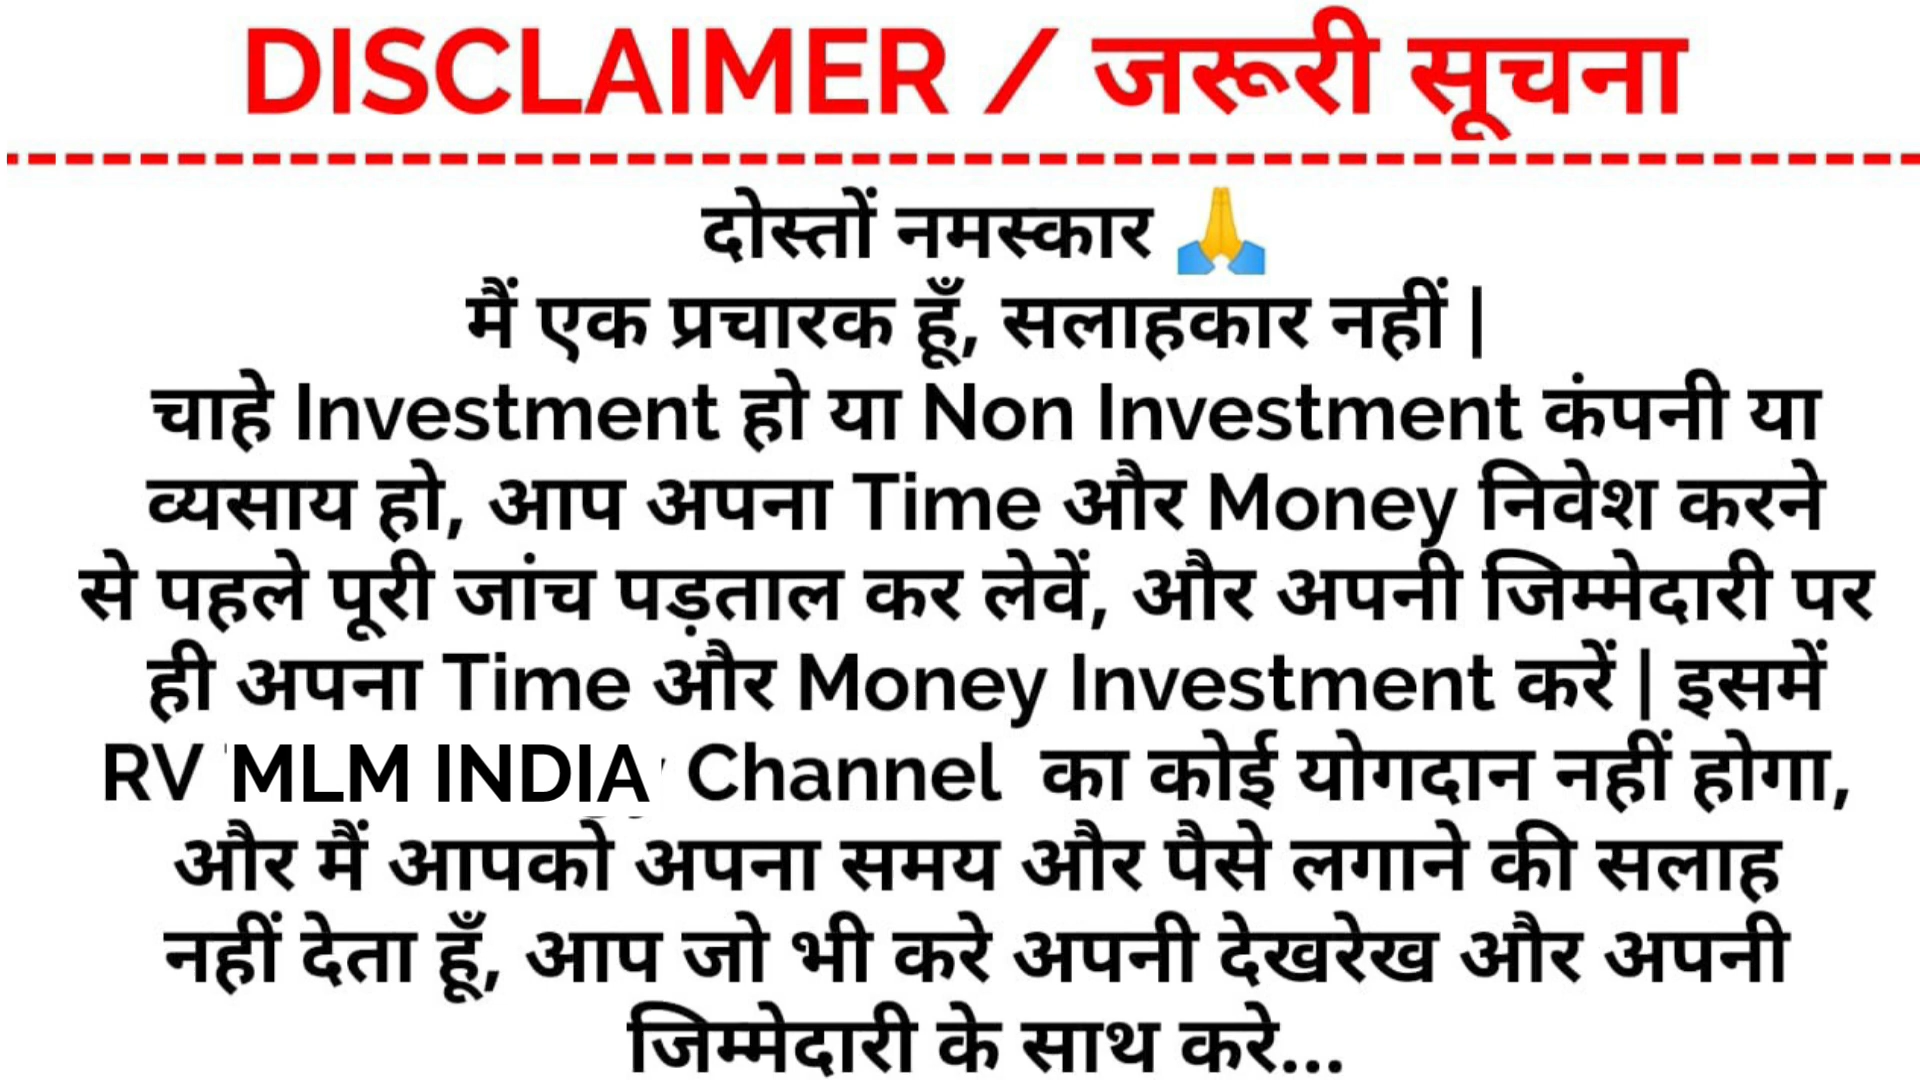 DISCLAIMER / जरूरी सूचना
दोस्तों नमस्कार 🙏
मैं एक प्रचारक हूँ, सलाहकार नहीं |
चाहे Investment हो या Non Investment कंपनी या
व्यसाय हो, आप अपना Time और Money निवेश करने
से पहले पूरी जांच पड़ताल कर लेवें, और अपनी जिम्मेदारी पर
ही अपना Time और Money Investment करें | इसमें
RV MLM INDIA Channel का कोई योगदान नहीं होगा,
और मैं आपको अपना समय और पैसे लगाने की सलाह
नहीं देता हूँ, आप जो भी करे अपनी देखरेख और अपनी
जिम्मेदारी के साथ करे...